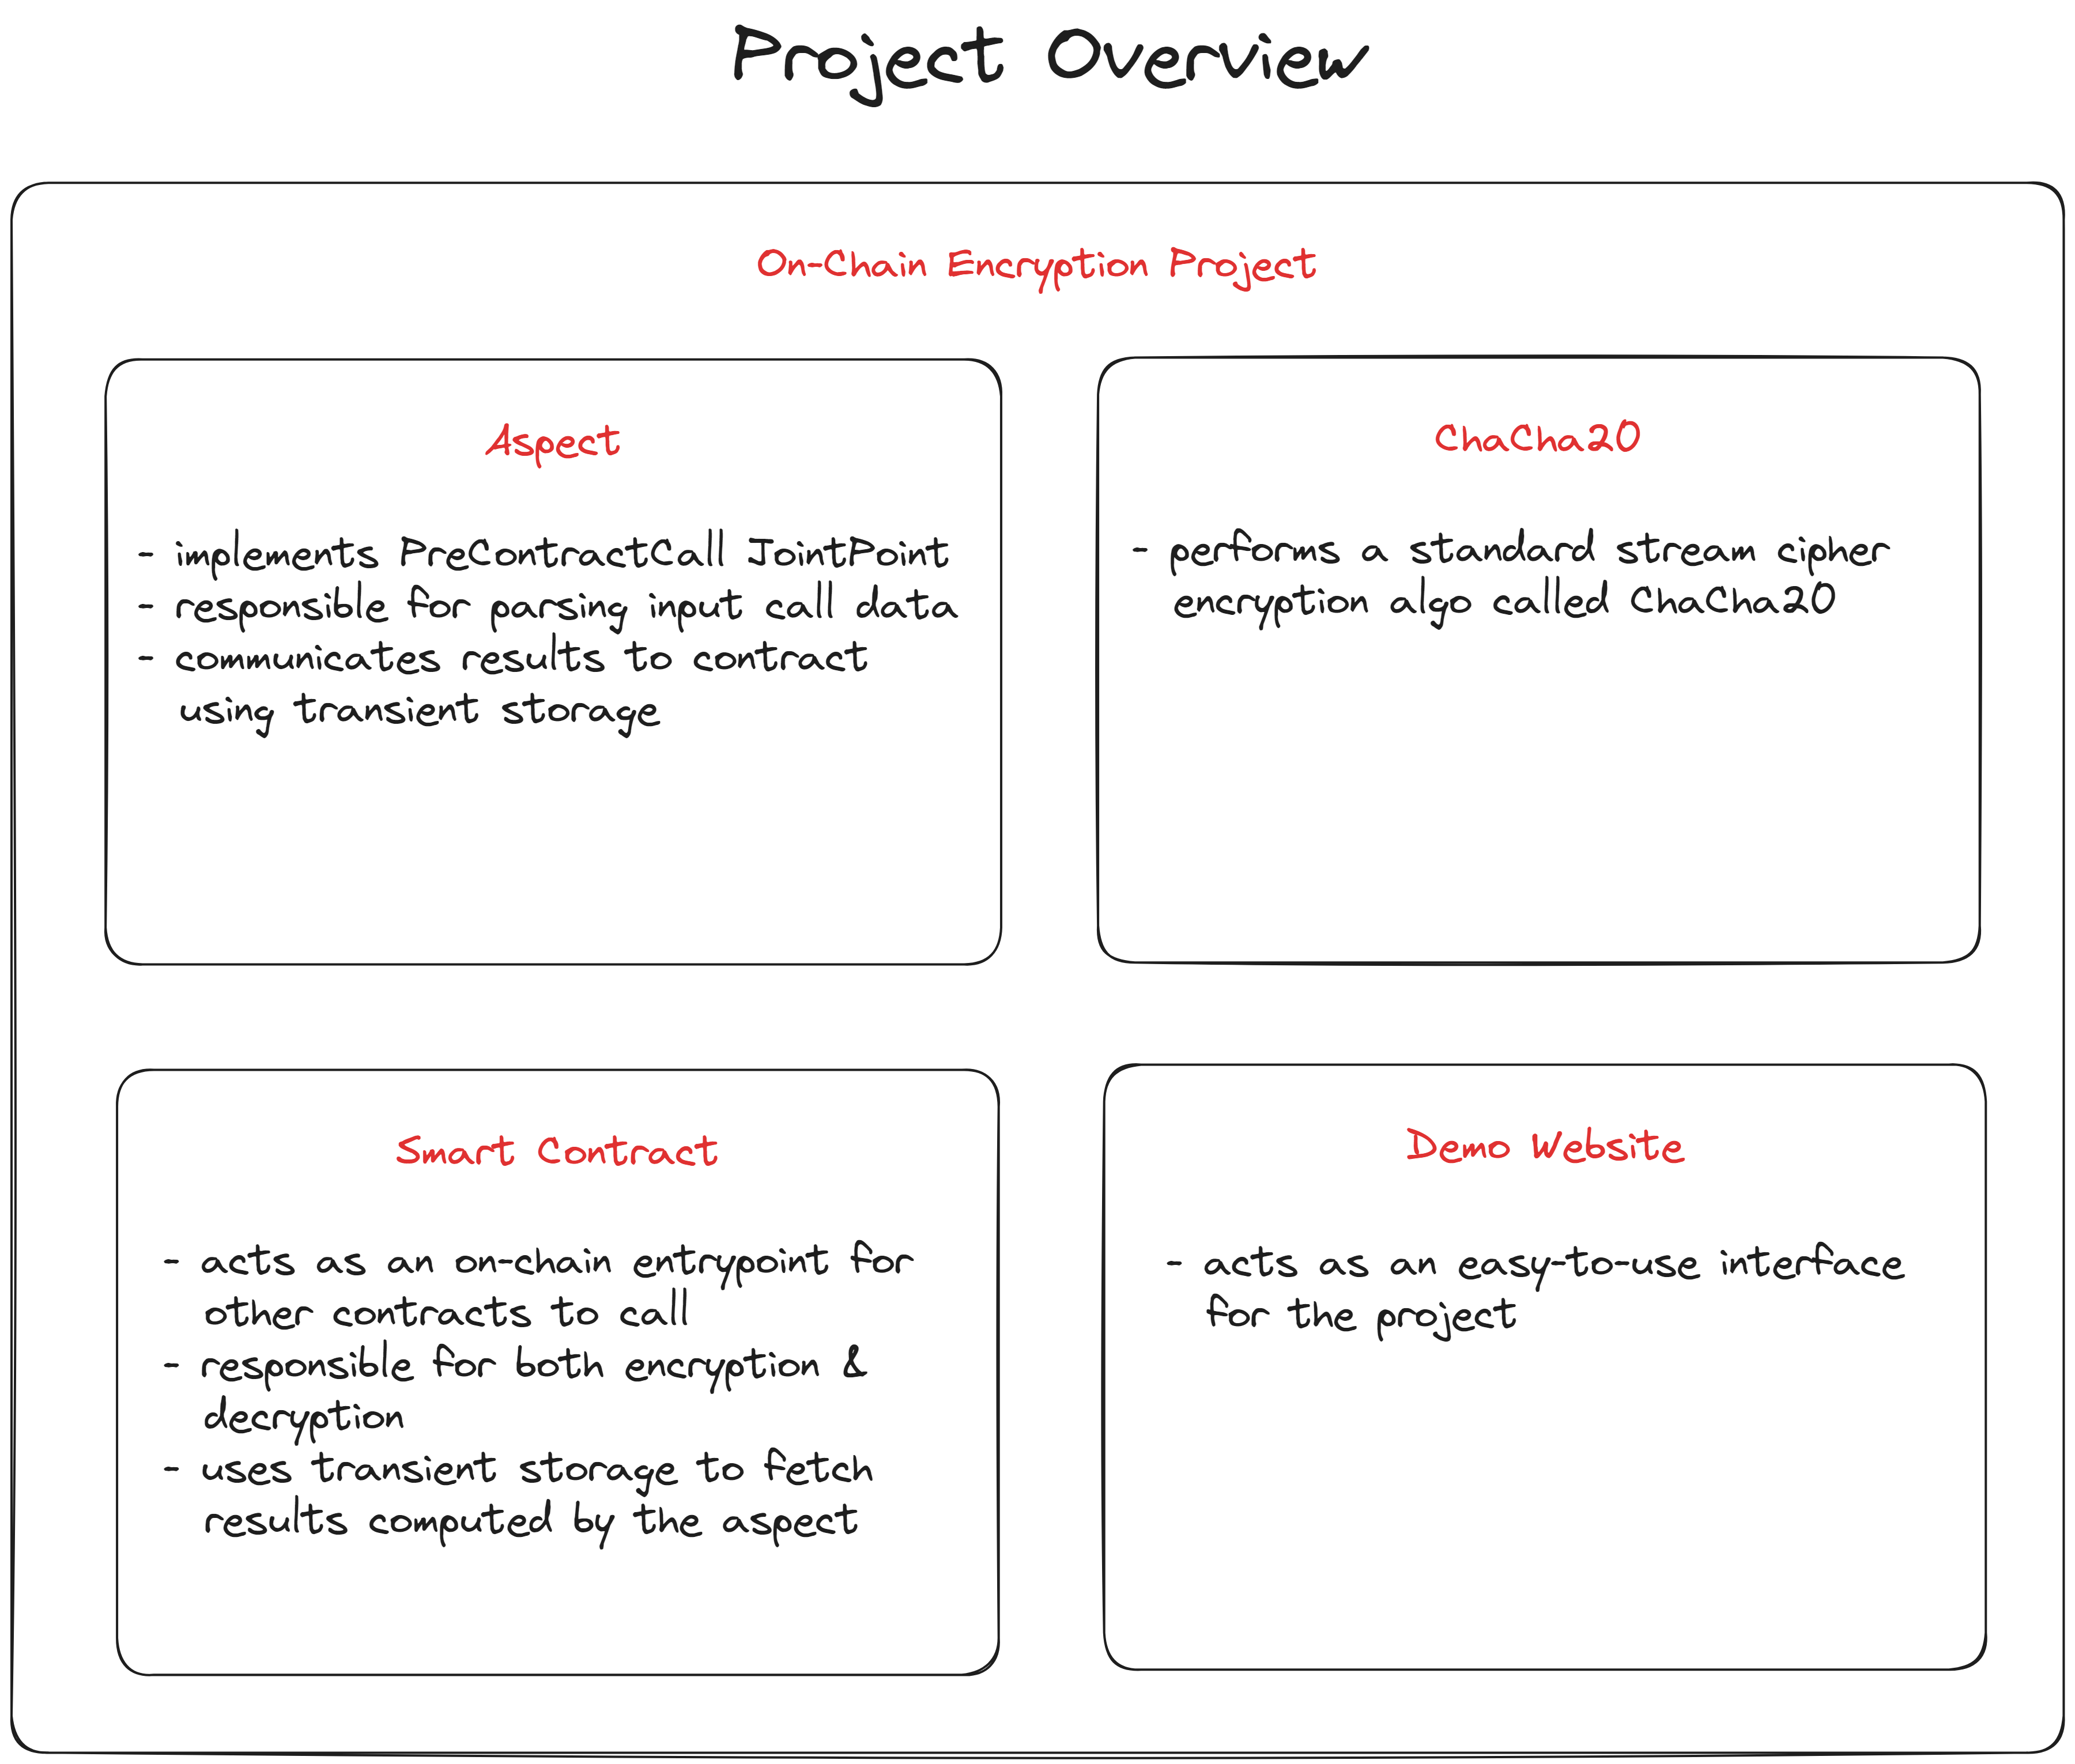 Project Overview
On-Chain Encryption Project
Aspect
- implements PreContractCall JointPoint
- responsible for parsing input call data
- communicates results to contract
using transient storage
ChaCha20
- performs a standard stream cipher
encryption algo called ChaCha20
Smart Contract
- acts as an on-chain entrypoint for
other contracts to call
- responsible for both encryption &
decryption
- uses transient storage to fetch
results computed by the aspect
Demo Website
- acts as an easy-to-use interface
for the project